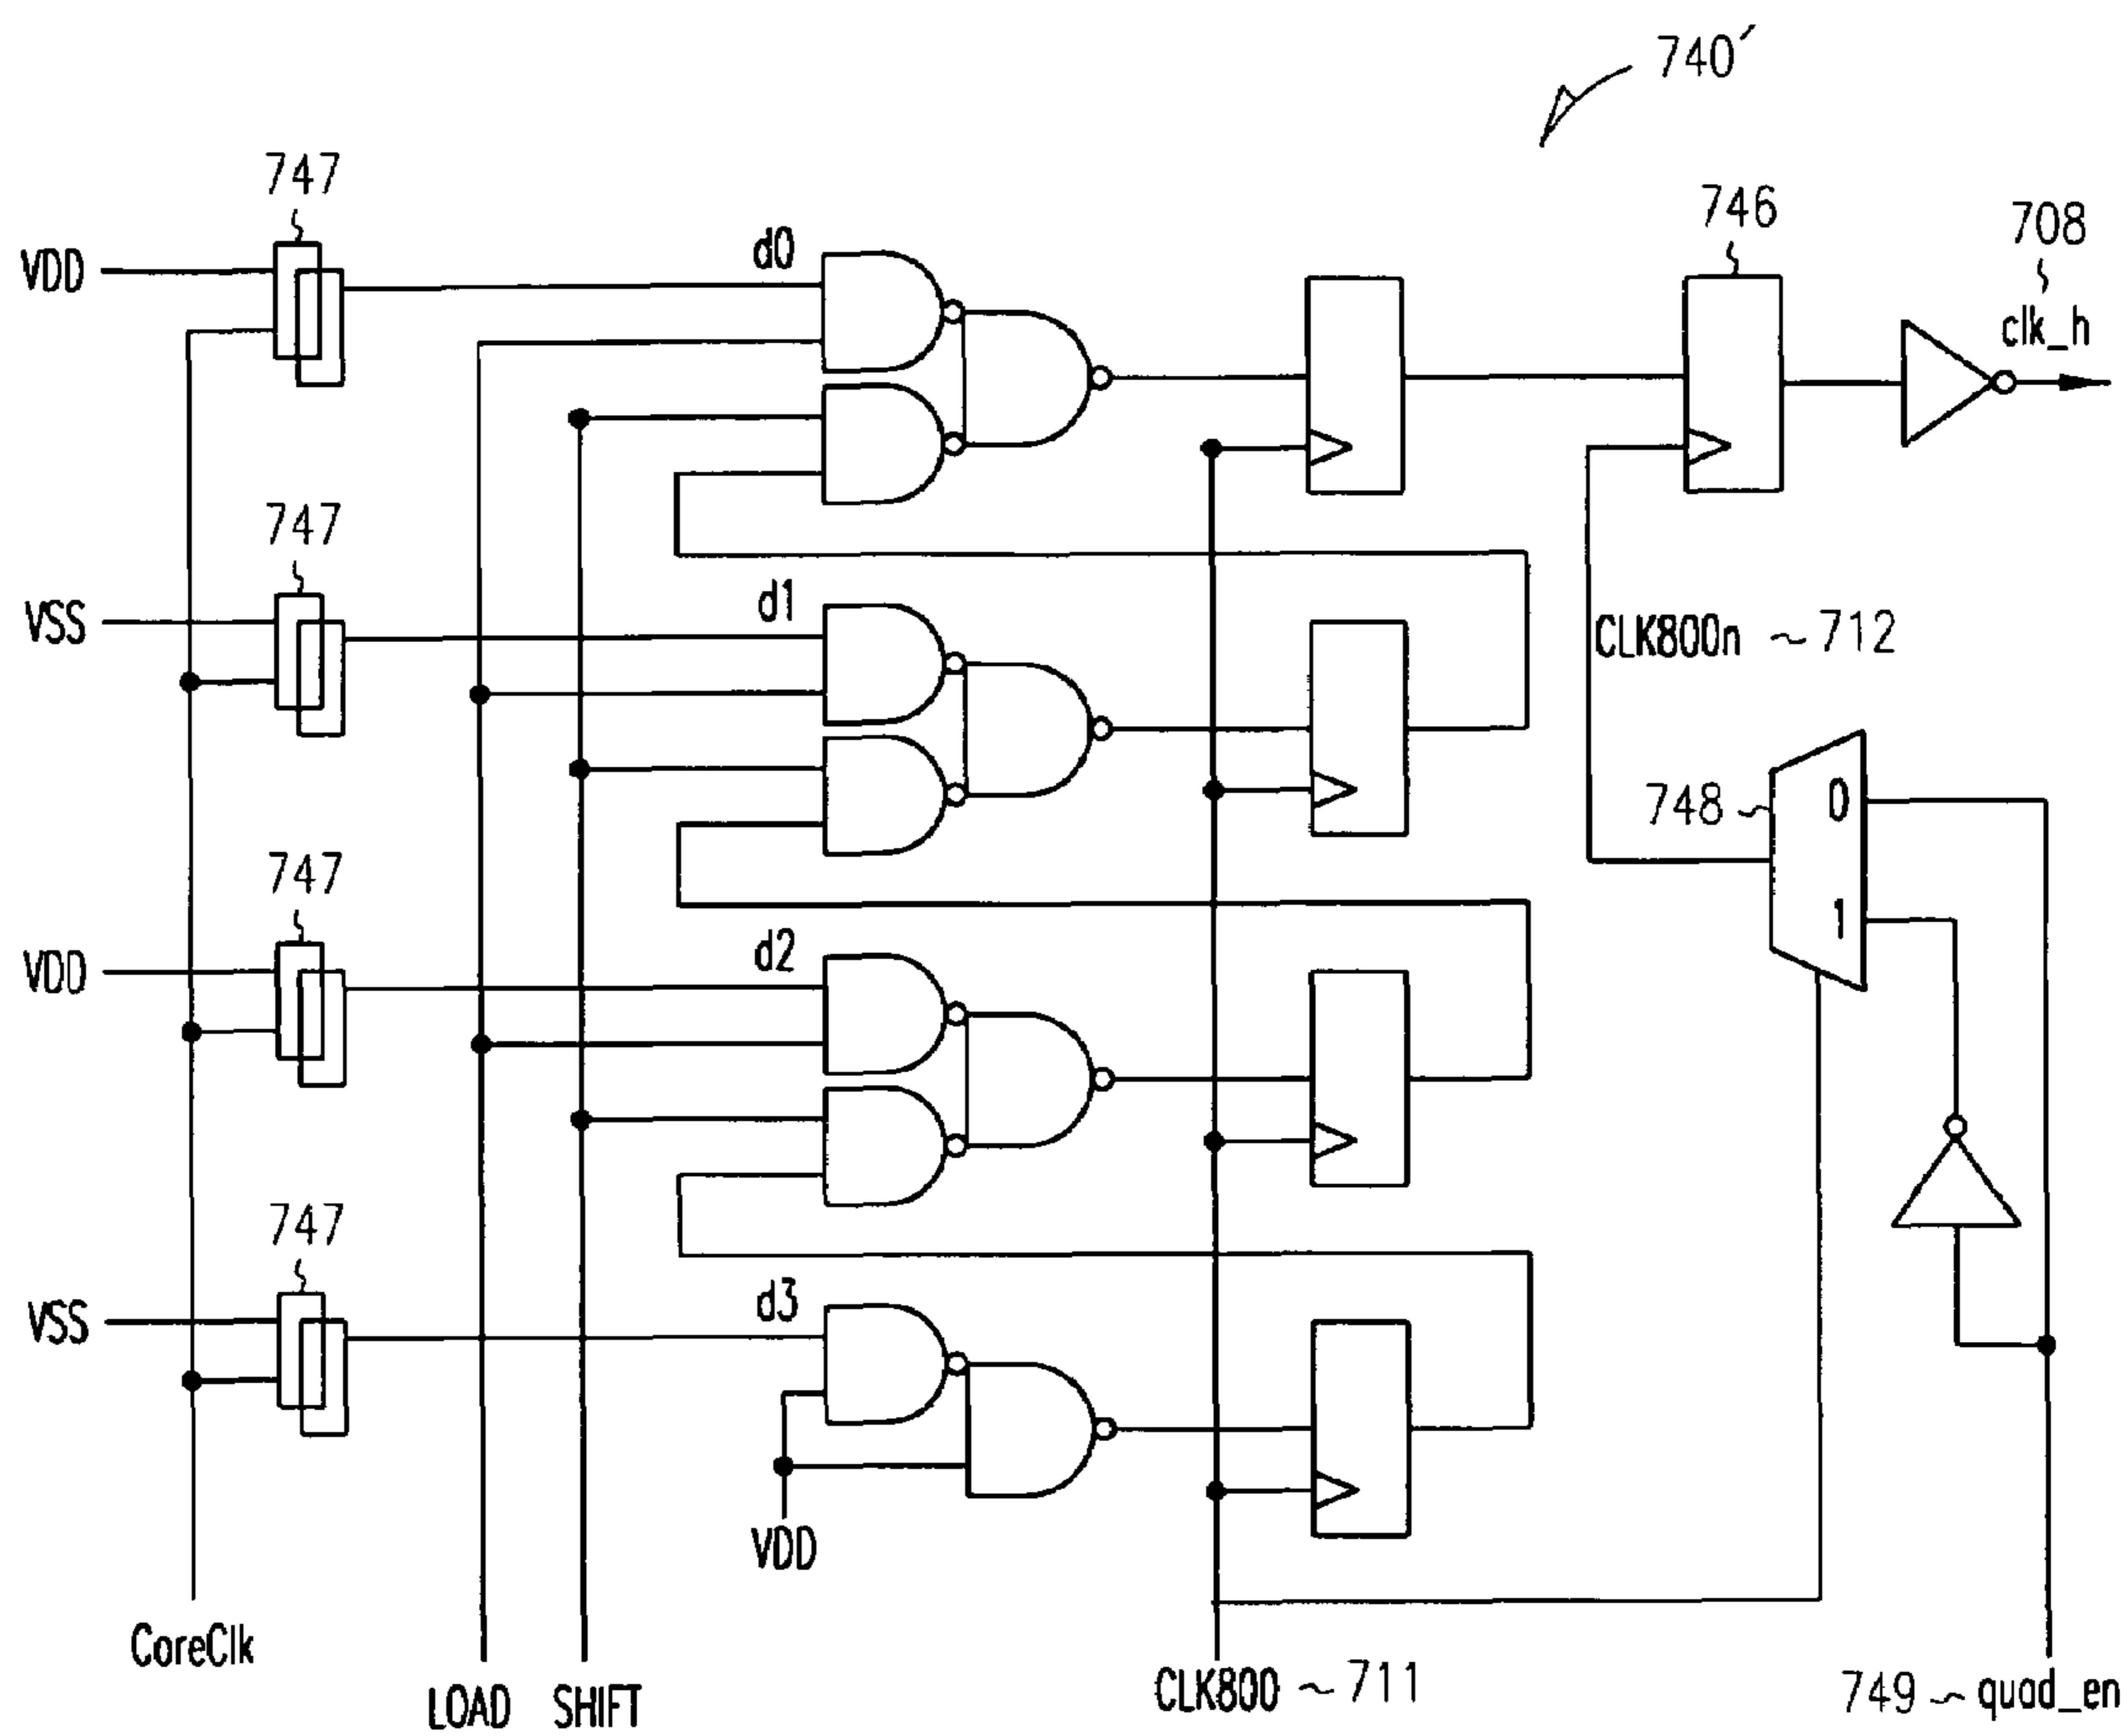 740′
747
746
708
VDD
d0
clk_h
747
VSS
d1
CLK800n ~712
747
748
0
VDD
d2
1
747
VSS
d3
VDD
CoreClk
LOAD
SHIFT
CLK800 ~711
749 ~ quad_en